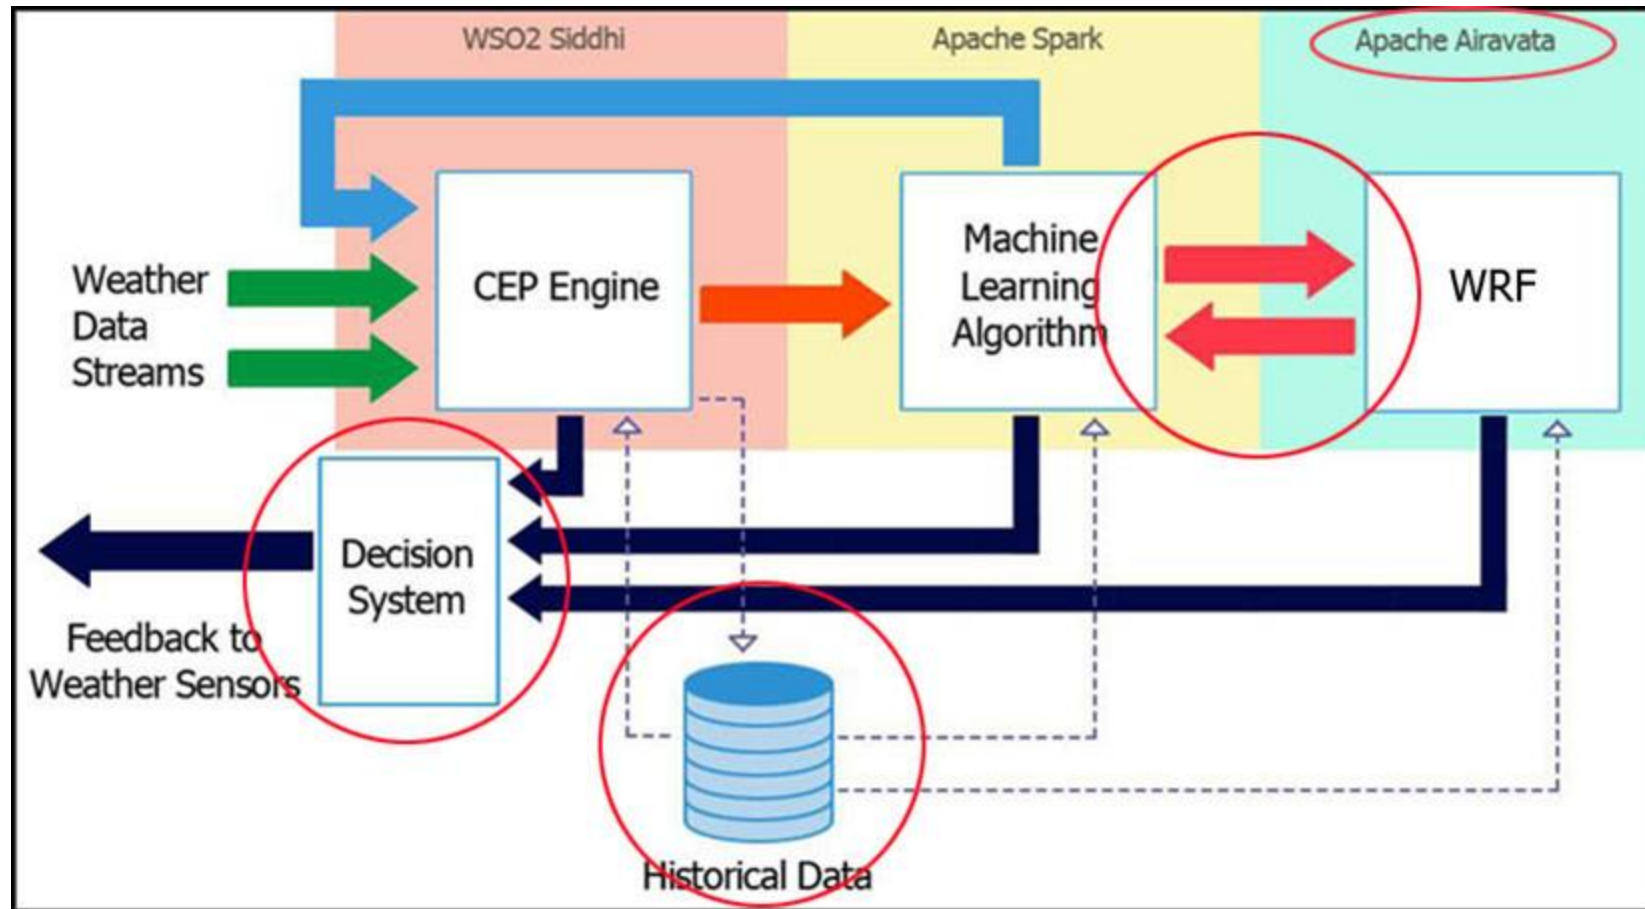 WSO2 Siddhi
Apache Spark
Apache Airavata
Weather
Data
Streams
CEP Engine
Machine
Learning
Algorithm
WRF
Decision
System
Feedback to
Weather Sensors
Historical Data